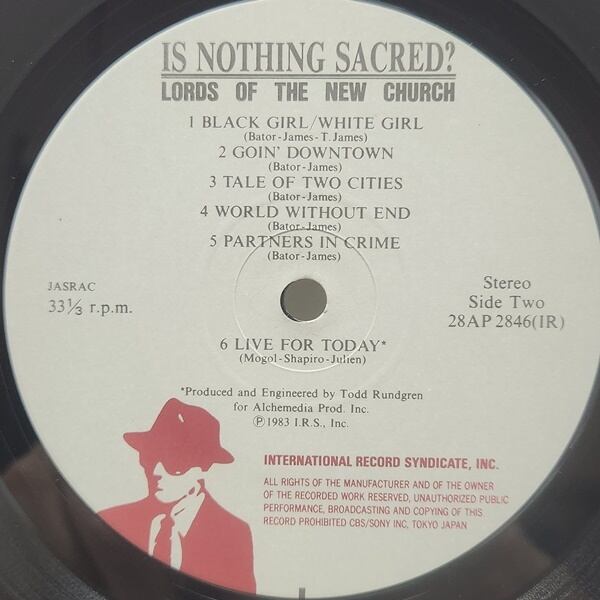 IS NOTHING SACRED?
LORDS OF THE NEW CHURCH
1 BLACK GIRL/WHITE GIRL
(Bator-James-T. James)
2 GOIN' DOWNTOWN
(Bator-James)
3 TALE OF TWO CITIES
(Bator-James)
4 WORLD WITHOUT END
(Bator-James)
5 PARTNERS IN CRIME
(Bator-James)
JASRAC
33⅓ r.p.m.
Stereo
Side Two
28AP 2846(IR)
6 LIVE FOR TODAY*
(Mogol-Shapiro-Julien)
*Produced and Engineered by Todd Rundgren
for Alchemedia Prod. Inc.
Ⓟ1983 I.R.S., Inc.
INTERNATIONAL RECORD SYNDICATE, INC.
ALL RIGHTS OF THE MANUFACTURER AND OF THE OWNER
OF THE RECORDED WORK RESERVED, UNAUTHORIZED PUBLIC
PERFORMANCE, BROADCASTING AND COPYING OF THIS
RECORD PROHIBITED CBS/SONY INC, TOKYO JAPAN